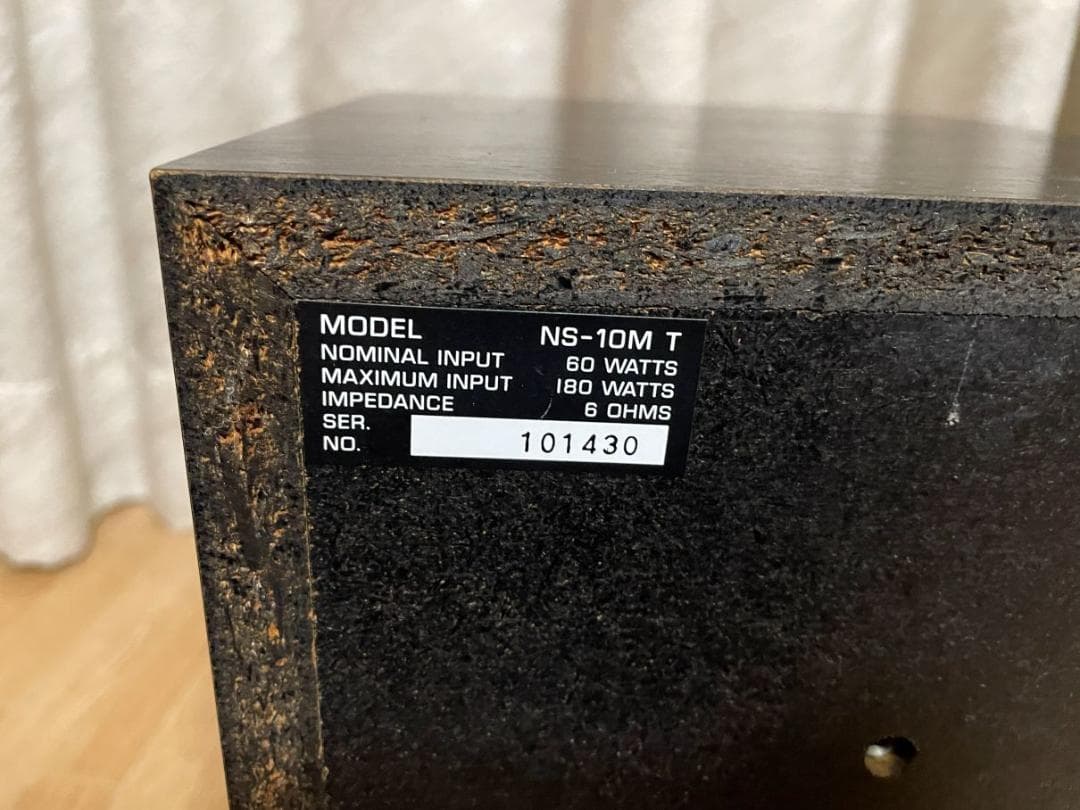 MODEL NS-10M T
NOMINAL INPUT 60 WATTS
MAXIMUM INPUT 180 WATTS
IMPEDANCE 6 OHMS
SER.
NO. 101430